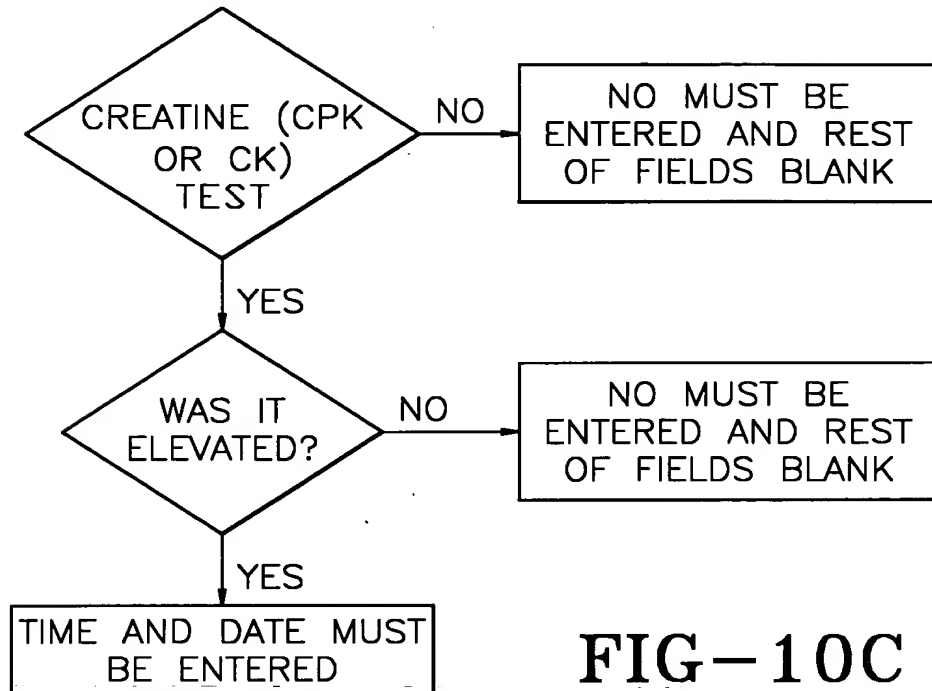 CREATINE (CPK
OR CK)
TEST
NO
NO MUST BE
ENTERED AND REST
OF FIELDS BLANK
YES
WAS IT
ELEVATED?
NO
NO MUST BE
ENTERED AND REST
OF FIELDS BLANK
YES
TIME AND DATE MUST
BE ENTERED
FIG-10C